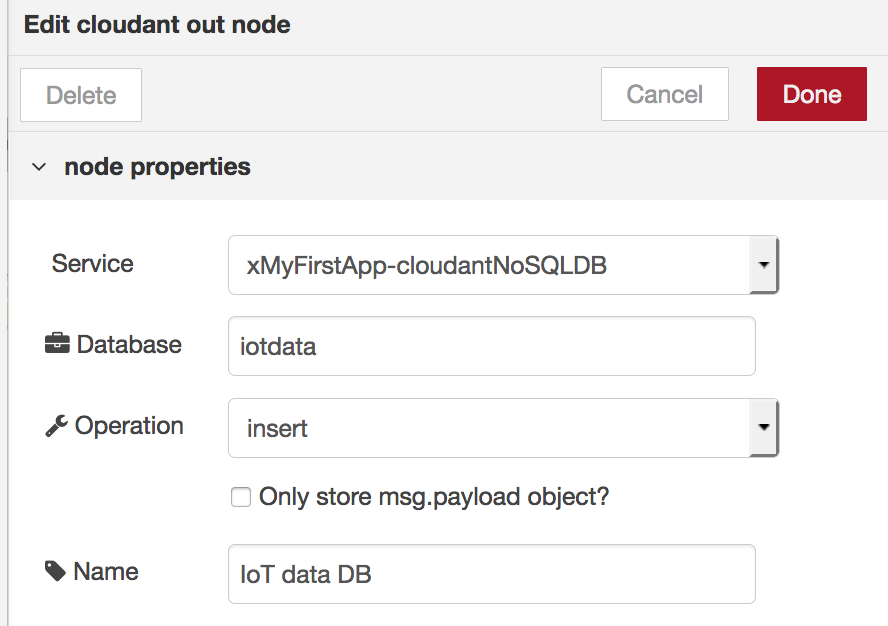 Edit cloudant out node
Delete Cancel Done
node properties
Service xMyFirstApp-cloudantNoSQLDB
Database iotdata
Operation insert
Only store msg.payload object?
Name IoT data DB